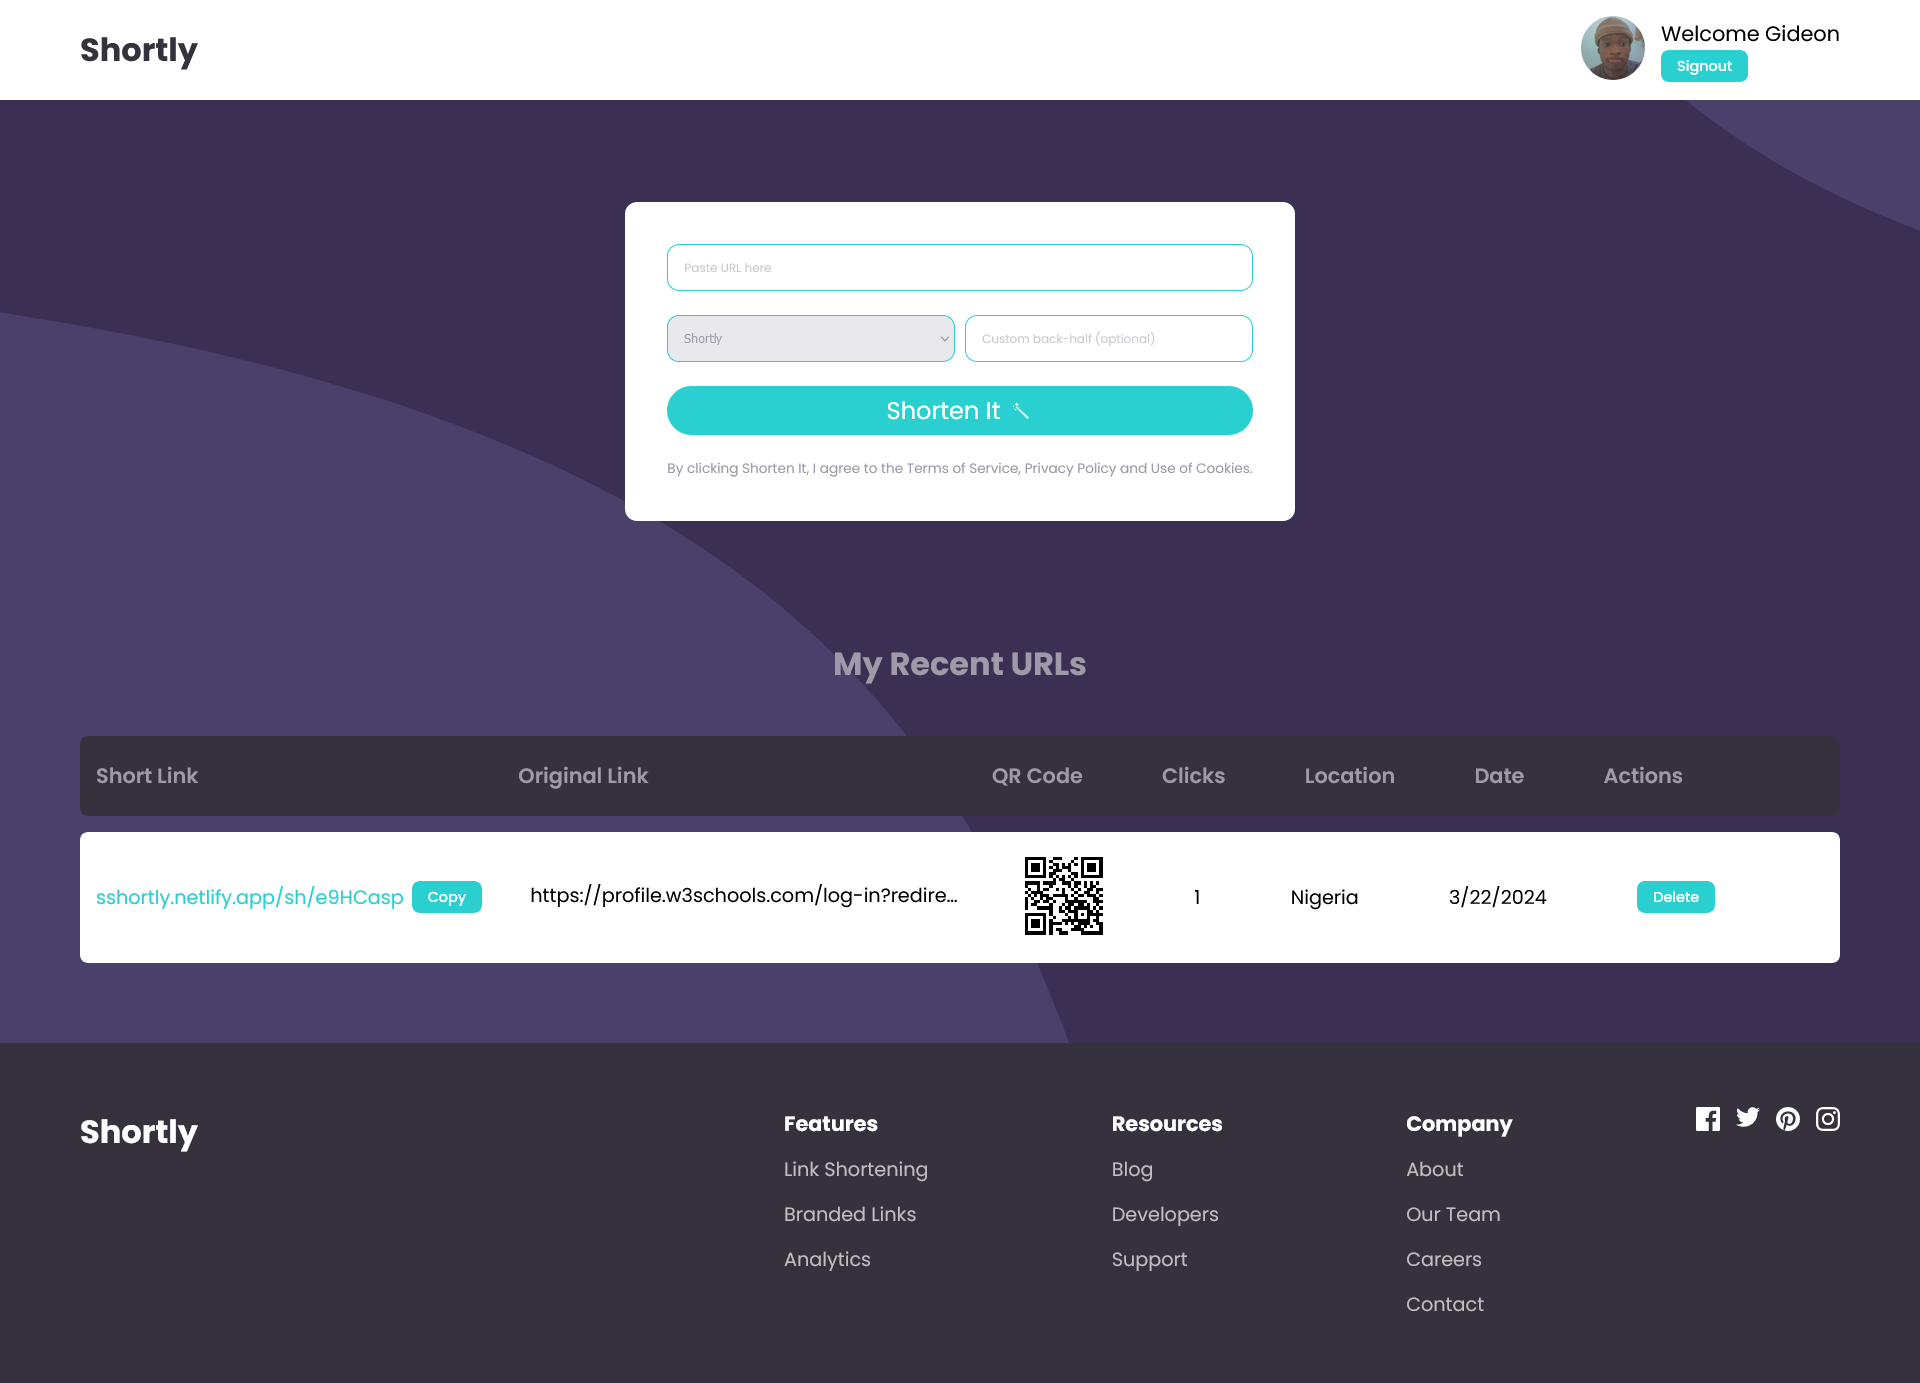 Shortly
Welcome Gideon
Signout
Paste URL here
Shortly
Custom back-half (optional)
Shorten It
By clicking Shorten It, I agree to the Terms of Service, Privacy Policy and Use of Cookies.
My Recent URLs
Short Link Original Link QR Code Clicks Location Date Actions
sshortly.netlify.app/sh/e9HCasp Copy https://profile.w3schools.com/log-in?redire... 1 Nigeria 3/22/2024 Delete
Shortly
Features
Link Shortening
Branded Links
Analytics
Resources
Blog
Developers
Support
Company
About
Our Team
Careers
Contact